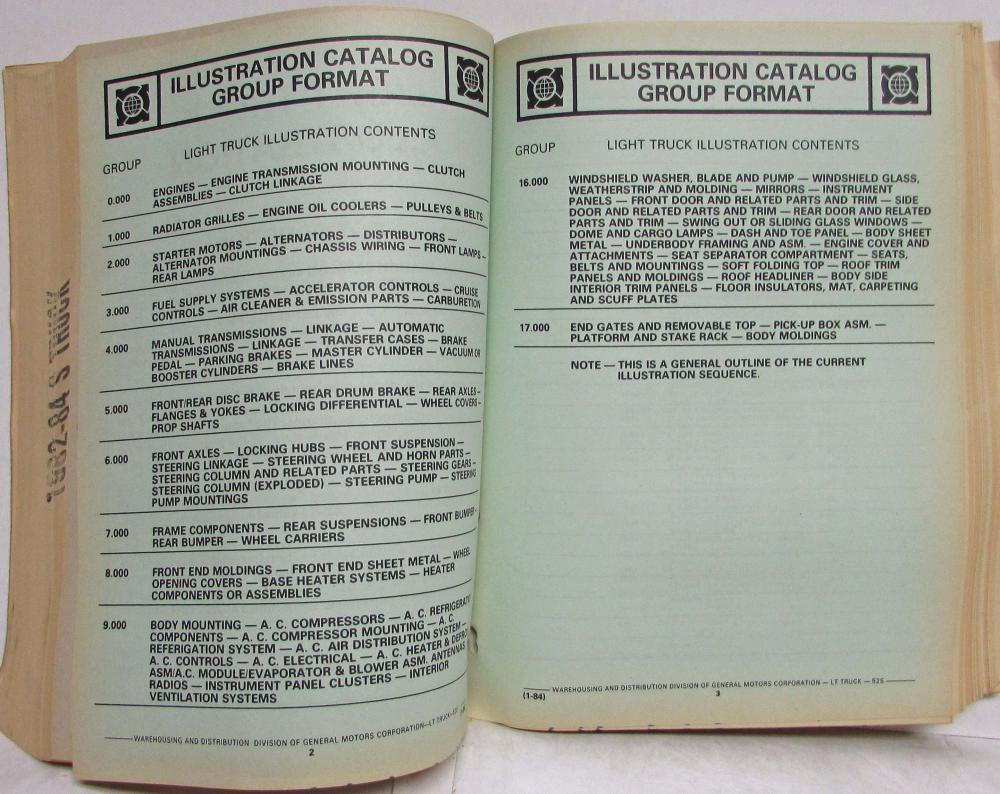 1982-84 S TRUCK
ILLUSTRATION CATALOG
GROUP FORMAT
GROUP LIGHT TRUCK ILLUSTRATION CONTENTS
0.000 ENGINES — ENGINE TRANSMISSION MOUNTING — CLUTCH
ASSEMBLIES — CLUTCH LINKAGE
1.000 RADIATOR GRILLES — ENGINE OIL COOLERS — PULLEYS & BELTS
2.000 STARTER MOTORS — ALTERNATORS — DISTRIBUTORS —
ALTERNATOR MOUNTINGS — CHASSIS WIRING — FRONT LAMPS —
REAR LAMPS
3.000 FUEL SUPPLY SYSTEMS — ACCELERATOR CONTROLS — CRUISE
CONTROLS — AIR CLEANER & EMISSION PARTS — CARBURETION
4.000 MANUAL TRANSMISSIONS — LINKAGE — AUTOMATIC
TRANSMISSIONS — LINKAGE — TRANSFER CASES — BRAKE
PEDAL — PARKING BRAKES — MASTER CYLINDER — VACUUM OR
BOOSTER CYLINDERS — BRAKE LINES
5.000 FRONT/REAR DISC BRAKE — REAR DRUM BRAKE — REAR AXLES —
FLANGES & YOKES — LOCKING DIFFERENTIAL — WHEEL COVERS —
PROP SHAFTS
6.000 FRONT AXLES — LOCKING HUBS — FRONT SUSPENSION —
STEERING LINKAGE — STEERING WHEEL AND HORN PARTS —
STEERING COLUMN AND RELATED PARTS — STEERING GEARS —
STEERING COLUMN (EXPLODED) — STEERING PUMP — STEERING
PUMP MOUNTINGS
7.000 FRAME COMPONENTS — REAR SUSPENSIONS — FRONT BUMPER —
REAR BUMPER — WHEEL CARRIERS
8.000 FRONT END MOLDINGS — FRONT END SHEET METAL — WHEEL
OPENING COVERS — BASE HEATER SYSTEMS — HEATER
COMPONENTS OR ASSEMBLIES
9.000 BODY MOUNTING — A. C. COMPRESSORS — A. C. REFRIGERATI
COMPONENTS — A. C. COMPRESSOR MOUNTING — A. C.
REFERIGATION SYSTEM — A. C. AIR DISTRIBUTION SYSTEM —
A. C. CONTROLS — A. C. ELECTRICAL — A. C. HEATER & DEFRO
ASM/A.C. MODULE/EVAPORATOR & BLOWER ASM. ANTENNAS
RADIOS — INSTRUMENT PANEL CLUSTERS — INTERIOR
VENTILATION SYSTEMS
WAREHOUSING AND DISTRIBUTION DIVISION OF GENERAL MOTORS CORPORATION—LT TRUCK—52S
2
ILLUSTRATION CATALOG
GROUP FORMAT
GROUP LIGHT TRUCK ILLUSTRATION CONTENTS
16.000 WINDSHIELD WASHER, BLADE AND PUMP — WINDSHIELD GLASS,
WEATHERSTRIP AND MOLDING — MIRRORS — INSTRUMENT
PANELS — FRONT DOOR AND RELATED PARTS AND TRIM — SIDE
DOOR AND RELATED PARTS AND TRIM — REAR DOOR AND RELATED
PARTS AND TRIM — SWING OUT OR SLIDING GLASS WINDOWS —
DOME AND CARGO LAMPS — DASH AND TOE PANEL — BODY SHEET
METAL — UNDERBODY FRAMING AND ASM. — ENGINE COVER AND
ATTACHMENTS — SEAT SEPARATOR COMPARTMENT — SEATS,
BELTS AND MOUNTINGS — SOFT FOLDING TOP — ROOF TRIM
PANELS AND MOLDINGS — ROOF HEADLINER — BODY SIDE
INTERIOR TRIM PANELS — FLOOR INSULATORS, MAT, CARPETING
AND SCUFF PLATES
17.000 END GATES AND REMOVABLE TOP — PICK-UP BOX ASM. —
PLATFORM AND STAKE RACK — BODY MOLDINGS
NOTE — THIS IS A GENERAL OUTLINE OF THE CURRENT
ILLUSTRATION SEQUENCE.
(1-84) WAREHOUSING AND DISTRIBUTION DIVISION OF GENERAL MOTORS CORPORATION — LT TRUCK — 52S
3